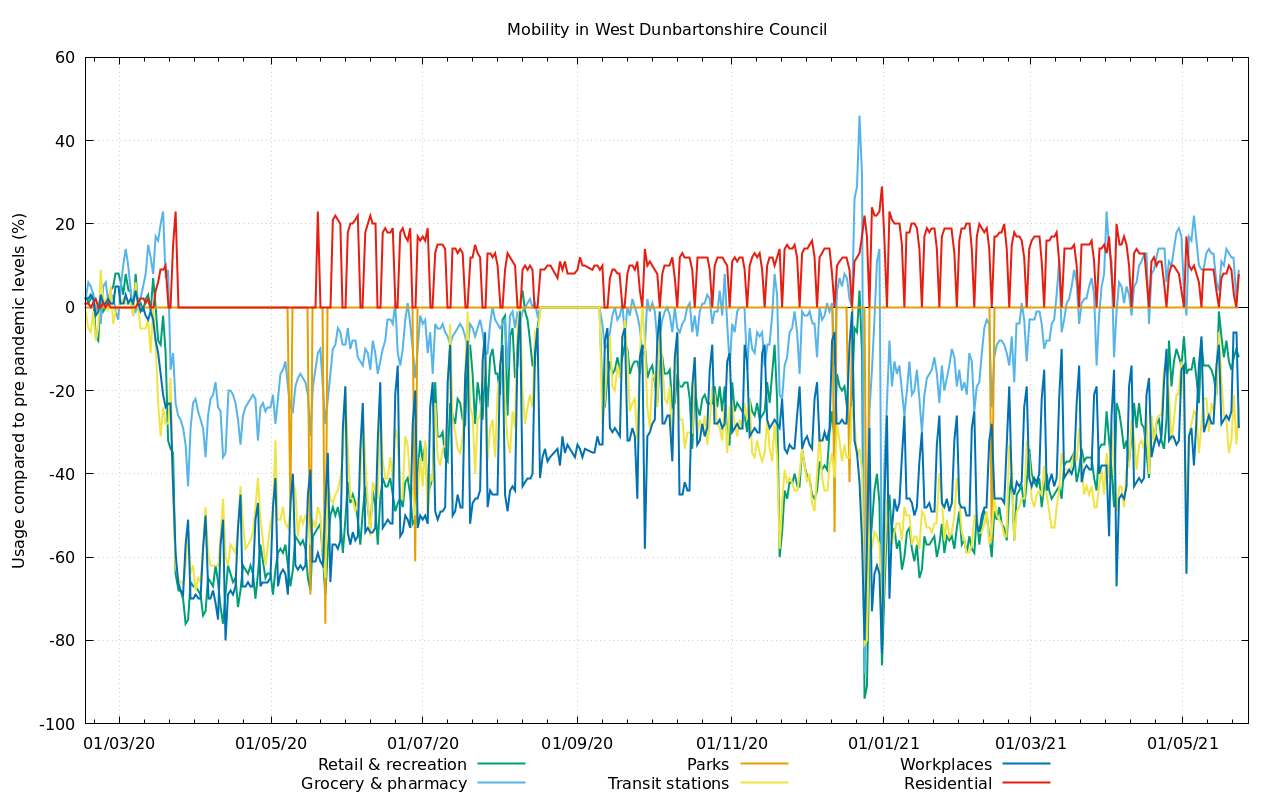 Mobility in West Dunbartonshire Council
Usage compared to pre pandemic levels (%)
60
40
20
0
-20
-40
-60
-80
-100
01/03/20 01/05/20 01/07/20 01/09/20 01/11/20 01/01/21 01/03/21 01/05/21
Retail & recreation Parks Workplaces
Grocery & pharmacy Transit stations Residential